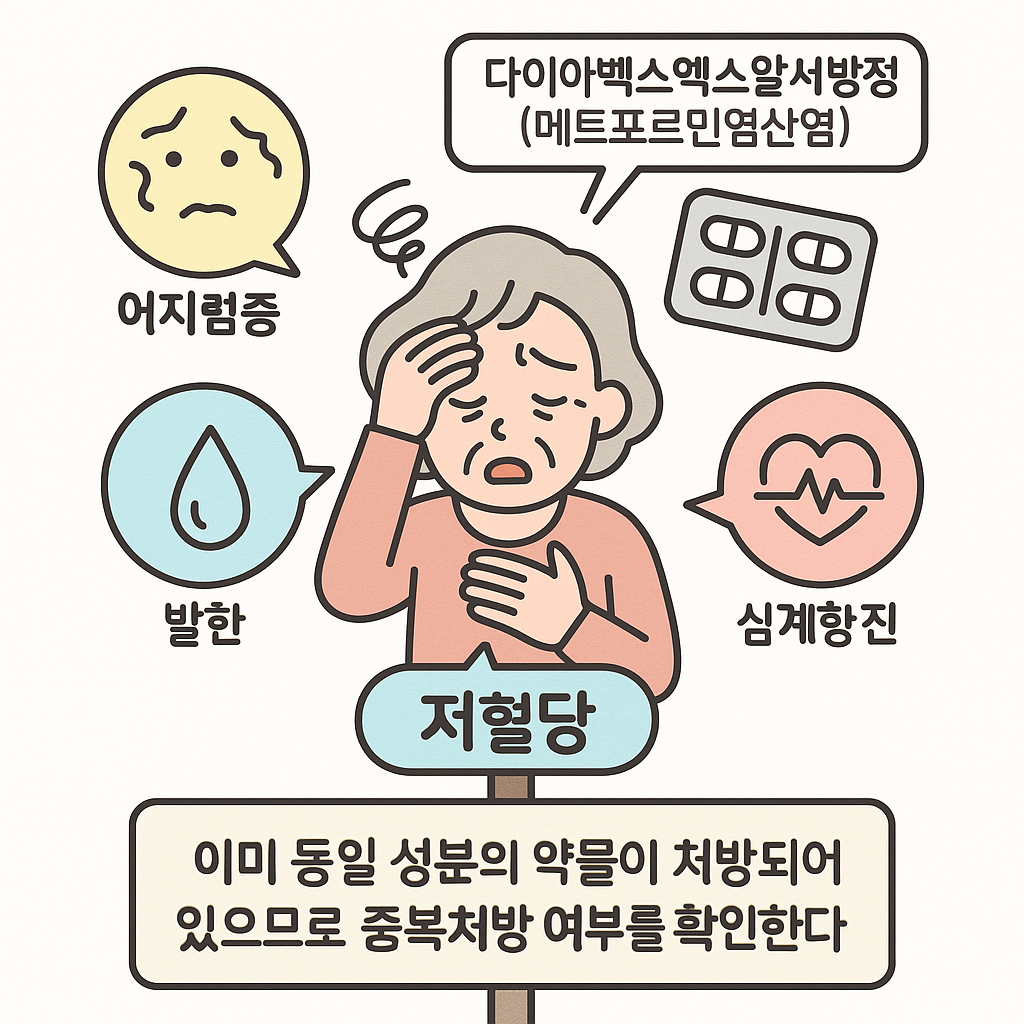 다이아벡스엑스알서방정
(메트포르민염산염)
어지럼증
발한
심계항진
저혈당
이미 동일 성분의 약물이 처방되어
있으므로 중복처방 여부를 확인한다